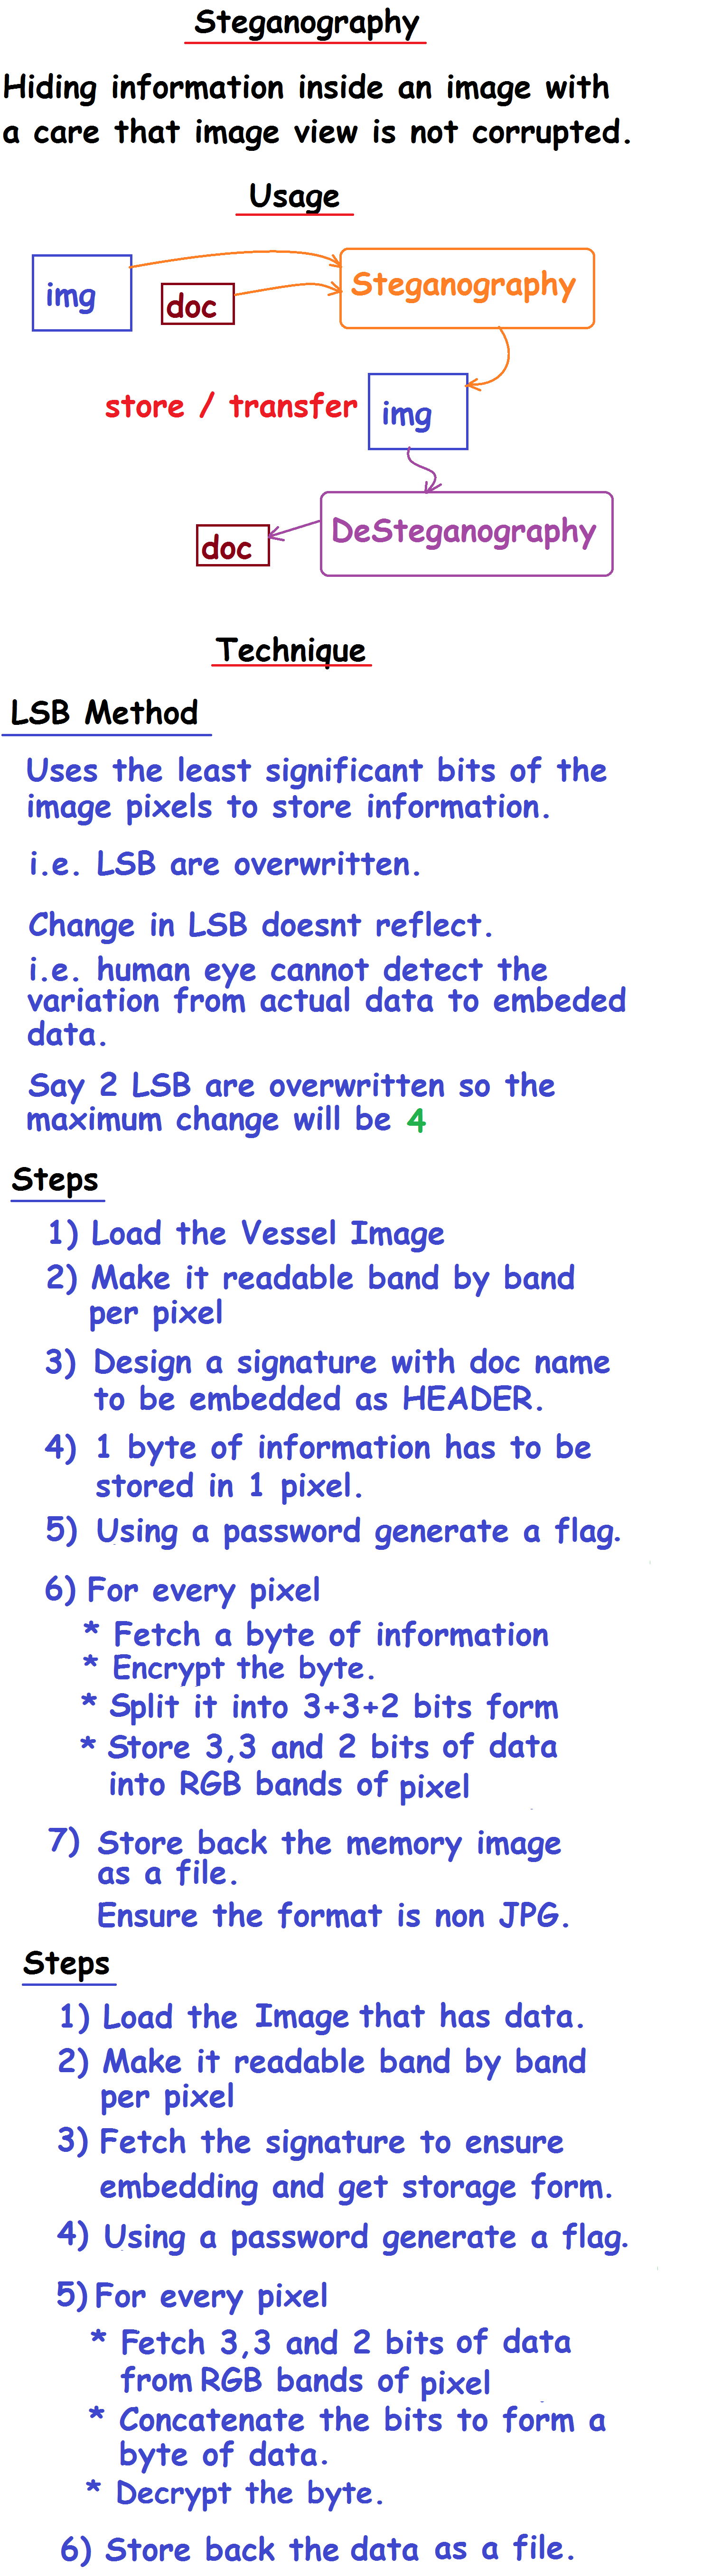 Steganography
Hiding information inside an image with
a care that image view is not corrupted.
Usage
img
doc
Steganography
store / transfer
img
DeSteganography
doc
Technique
LSB Method
Uses the least significant bits of the
image pixels to store information.
i.e. LSB are overwritten.
Change in LSB doesnt reflect.
i.e. human eye cannot detect the
variation from actual data to embeded
data.
Say 2 LSB are overwritten so the
maximum change will be 4
Steps
1) Load the Vessel Image
2) Make it readable band by band
per pixel
3) Design a signature with doc name
to be embedded as HEADER.
4) 1 byte of information has to be
stored in 1 pixel.
5) Using a password generate a flag.
6) For every pixel
* Fetch a byte of information
* Encrypt the byte.
* Split it into 3+3+2 bits form
* Store 3,3 and 2 bits of data
into RGB bands of pixel
7) Store back the memory image
as a file.
Ensure the format is non JPG.
Steps
1) Load the Image that has data.
2) Make it readable band by band
per pixel
3) Fetch the signature to ensure
embedding and get storage form.
4) Using a password generate a flag.
5) For every pixel
* Fetch 3,3 and 2 bits of data
from RGB bands of pixel
* Concatenate the bits to form a
byte of data.
* Decrypt the byte.
6) Store back the data as a file.